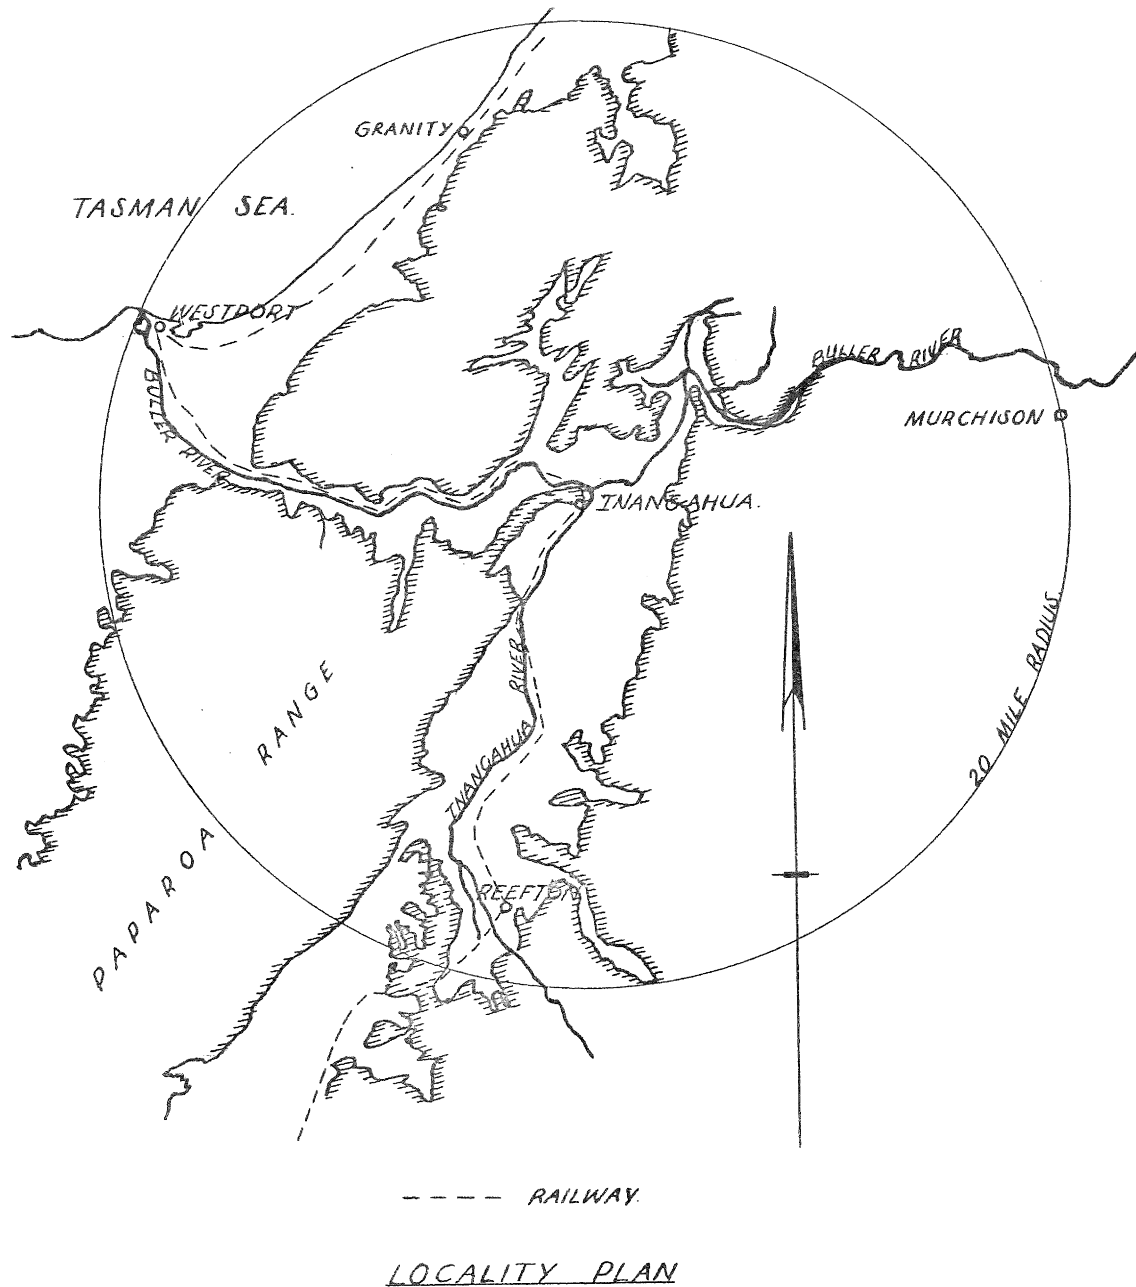 GRANITY
TASMAN SEA.
WESTPORT
BULLER RIVER
MURCHISON
BULLER RIVER
INANGAHUA.
20 MILE RADIUS.
RIVER
INANGAHUA
RANGE
PAPAROA
REEFTON
RAILWAY.
LOCALITY PLAN